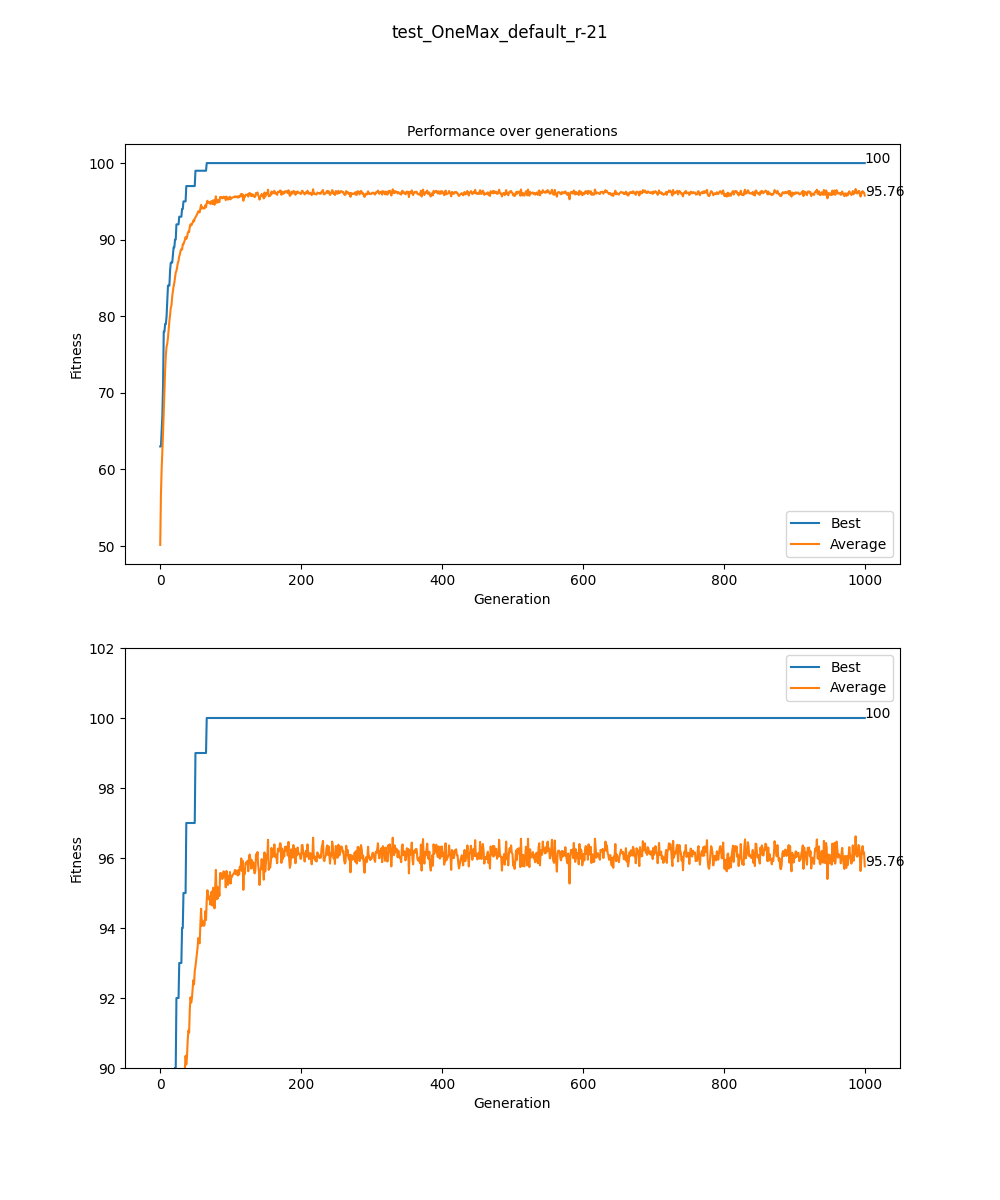 test_OneMax_default_r-21
Performance over generations
100
95.76
100
90
80
70
60
50
Fitness
Best
Average
0 200 400 600 800 1000
Generation
102
100
98
96
94
92
90
Fitness
Best
Average
100
95.76
0 200 400 600 800 1000
Generation